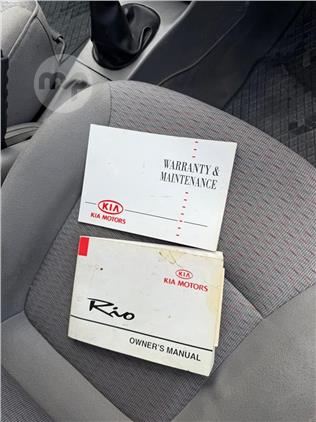 WARRANTY &
MAINTENANCE
KIA
KIA MOTORS
KIA
KIA MOTORS
Rio
OWNER'S MANUAL